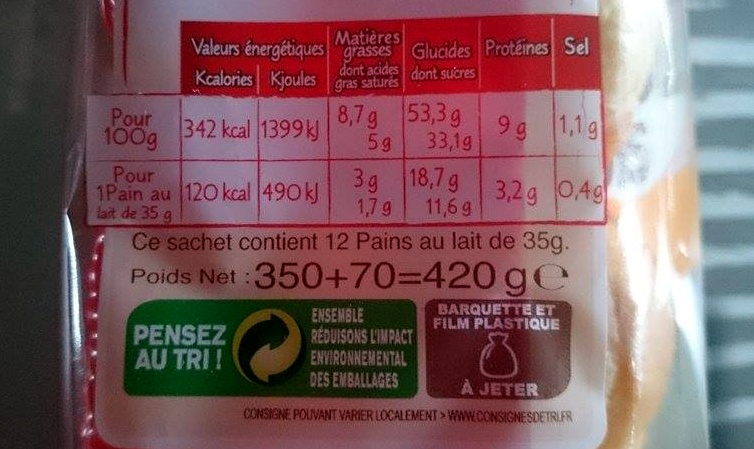 Valeurs énergétiques Matières grasses Glucides Protéines Sel
Kcalories Kjoules dont acides gras saturés dont sucres
Pour 100g 342 kcal 1399 kJ 8,7 g 53,3 g 9 g 1,1 g
5 g 33,1 g
Pour 1Pain au lait de 35 g 120 kcal 490 kJ 3 g 18,7 g 3,2 g 0,4 g
1,7 g 11,6 g
Ce sachet contient 12 Pains au lait de 35g.
Poids Net : 350+70=420 g e
PENSEZ
AU TRI !
ENSEMBLE
RÉDUISONS L'IMPACT
ENVIRONNEMENTAL
DES EMBALLAGES
BARQUETTE ET
FILM PLASTIQUE
À JETER
CONSIGNE POUVANT VARIER LOCALEMENT > WWW.CONSIGNESDETRI.FR